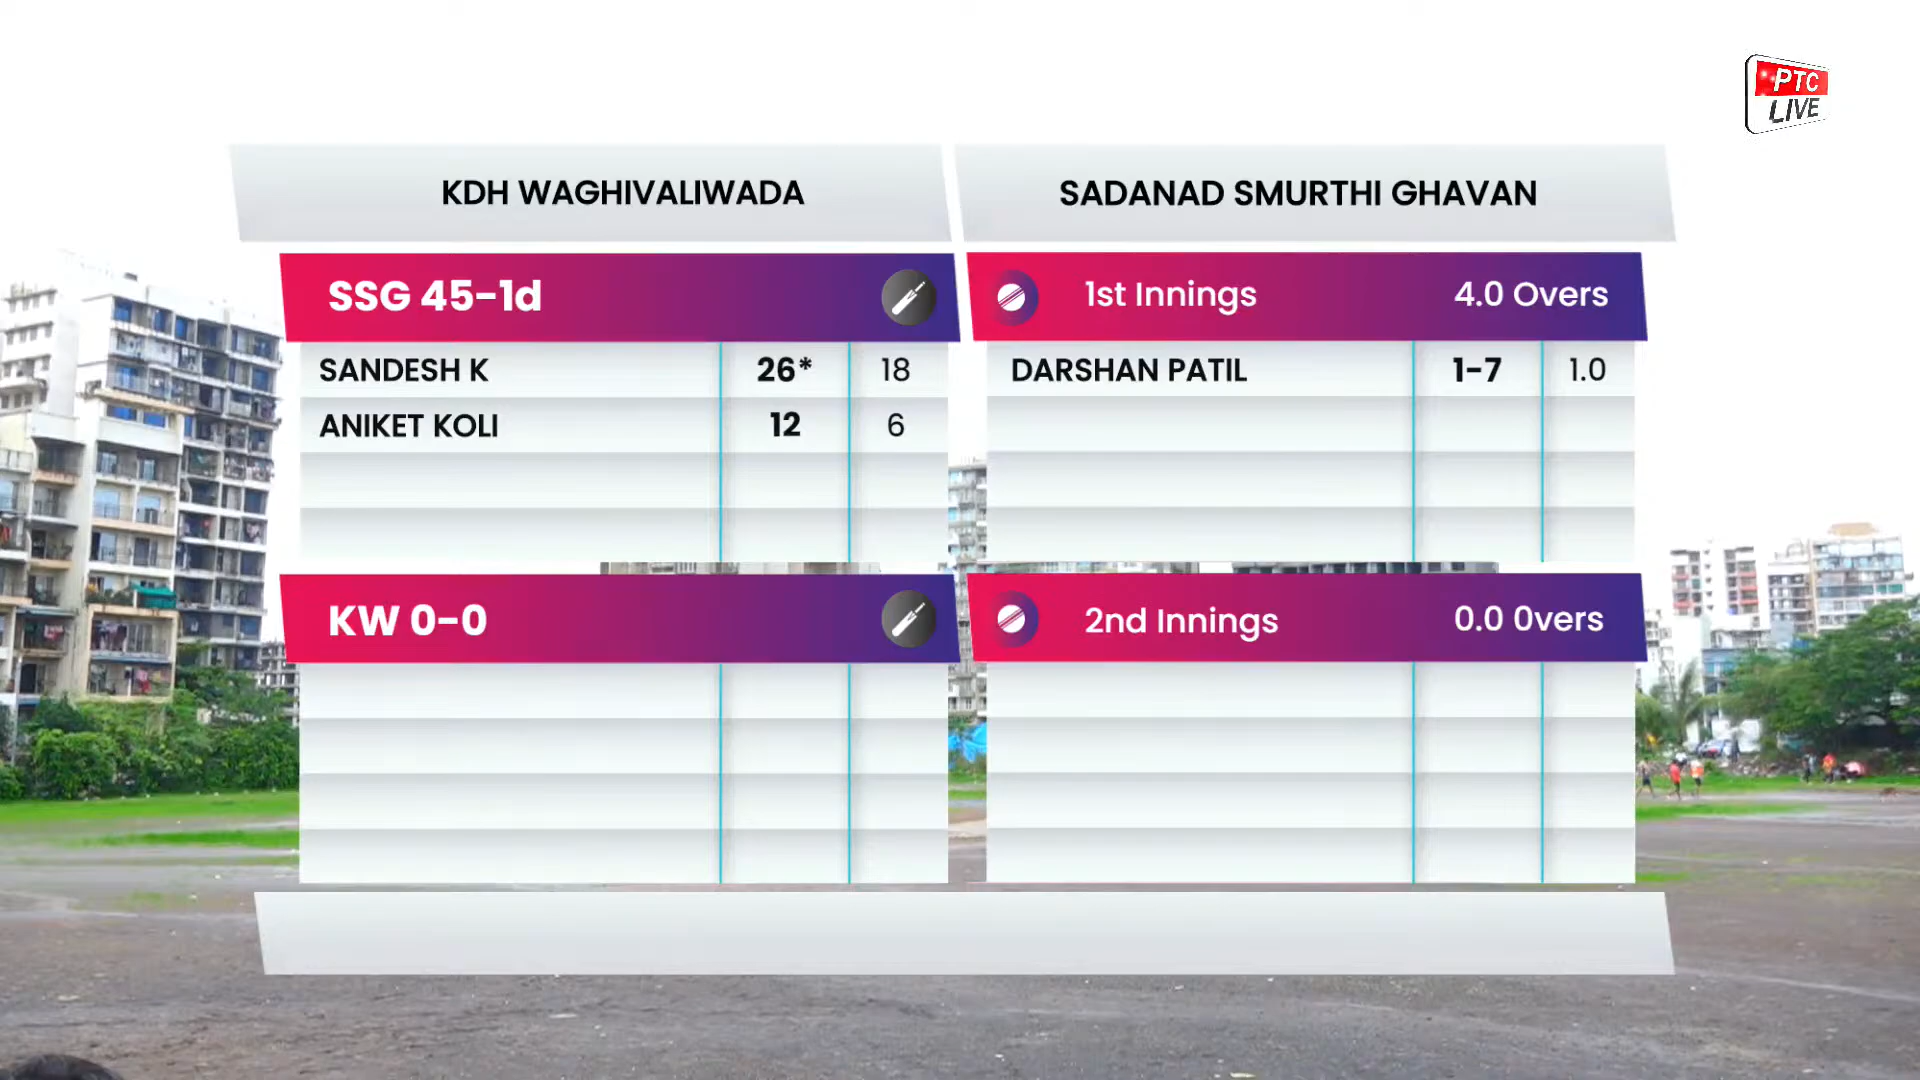 PTC
LIVE
KDH WAGHIVALIWADA
SADANAD SMURTHI GHAVAN
SSG 45-1d
1st Innings 4.0 Overs
SANDESH K 26* 18
DARSHAN PATIL 1-7 1.0
ANIKET KOLI 12 6
KW 0-0
2nd Innings 0.0 0vers